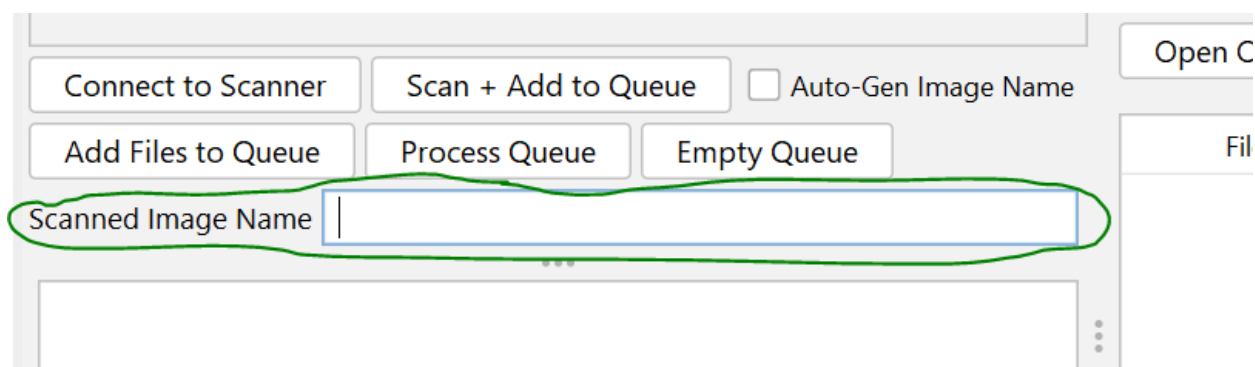 Connect to Scanner Scan + Add to Queue Auto-Gen Image Name
Open
Add Files to Queue Process Queue Empty Queue
Scanned Image Name